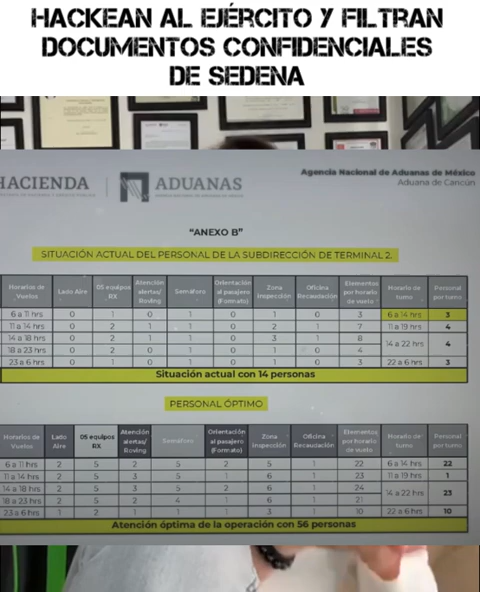 HACKEAN AL EJÉRCITO Y FILTRAN
DOCUMENTOS CONFIDENCIALES
DE SEDENA
HACIENDA
ADUANAS
Agencia Nacional de Aduanas de México
Aduana de Cancún
"ANEXO B"
SITUACIÓN ACTUAL DEL PERSONAL DE LA SUBDIRECCIÓN DE TERMINAL 2.
Horarios de Vuelos Lado Aire 05 equipos RX Atención alertas/ Roving Semáforo Orientación al pasajero (Formato) Zona Inspección Oficina Recaudación Elementos por horario de vuelo Horario de turno Personal por turno
6 a 11 hrs 0 1 0 1 0 1 0 3 6 a 14 hrs 3
11 a 14 hrs 0 2 1 1 0 2 1 7 11 a 19 hrs 4
14 a 18 hrs 0 2 1 1 0 3 1 8 14 a 22 hrs 4
18 a 23 hrs 0 2 0 1 0 1 0 4
23 a 6 hrs 0 1 0 1 0 1 0 3 22 a 6 hrs 3
Situación actual con 14 personas
PERSONAL ÓPTIMO
Horarios de Vuelos Lado Aire 05 equipos RX Atención alertas/ Roving Semáforo Orientación al pasajero (Formato) Zona Inspección Oficina Recaudación Elementos por horario de vuelo Horario de turno Personal por turno
6 a 11 hrs 2 5 2 5 2 5 1 22 6 a 14 hrs 22
11 a 14 hrs 2 5 3 5 1 6 1 23 11 a 19 hrs
14 a 18 hrs 2 5 3 5 2 6 1 24 14 a 22 hrs 23
18 a 23 hrs 2 5 2 4 1 6 1 21
23 a 6 hrs 1 2 1 1 1 3 1 10 22 a 6 hrs 10
Atención óptima de la operación con 56 personas